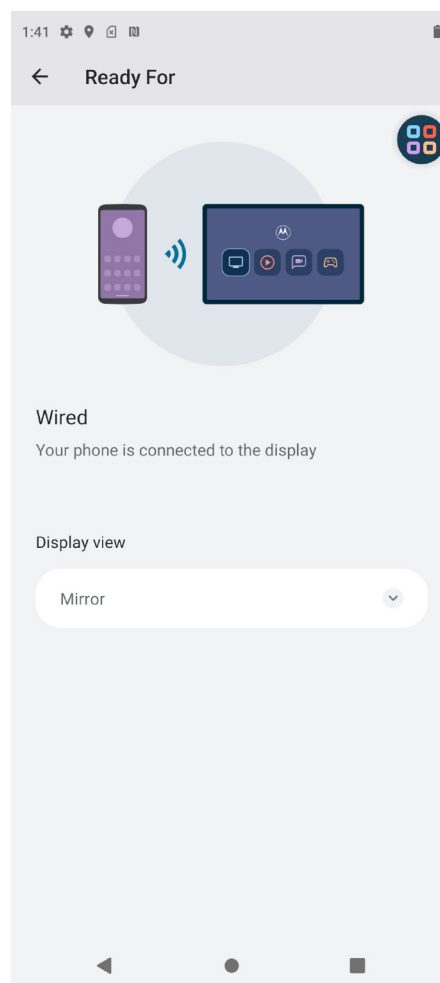 1:41
Ready For
Wired
Your phone is connected to the display
Display view
Mirror